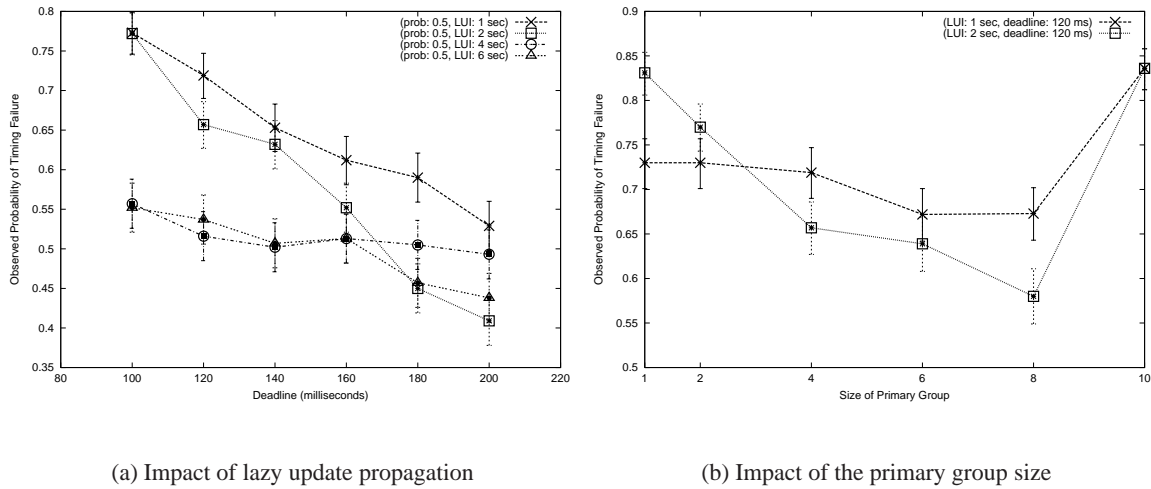 0.8
0.75
0.7
0.65
0.6
0.55
0.5
0.45
0.4
0.35
80
100
120
140
160
180
200
220
Observed Probability of Timing Failure
Deadline (milliseconds)
(prob: 0.5, LUI: 1 sec)
(prob: 0.5, LUI: 2 sec)
(prob: 0.5, LUI: 4 sec)
(prob: 0.5, LUI: 6 sec)
(a) Impact of lazy update propagation
0.9
0.85
0.8
0.75
0.7
0.65
0.6
0.55
0.5
1
2
4
6
8
10
Observed Probability of Timing Failure
Size of Primary Group
(LUI: 1 sec, deadline: 120 ms)
(LUI: 2 sec, deadline: 120 ms)
(b) Impact of the primary group size